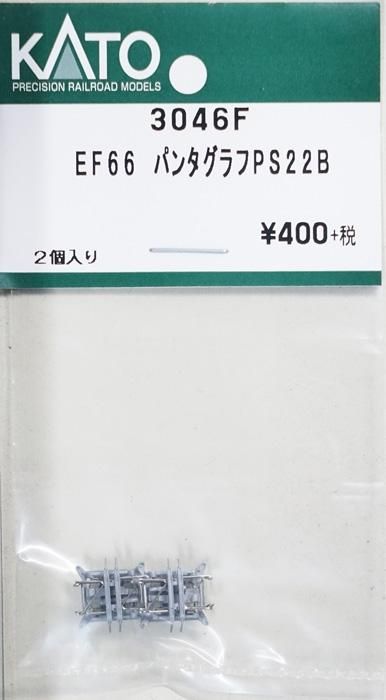 KATO
PRECISION RAILROAD MODELS
3046F
EF66 パンタグラフPS22B
¥400+税
2個入り